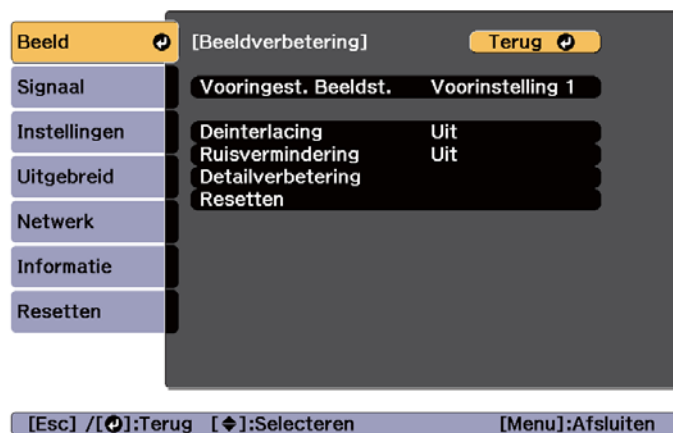 Beeld
Signaal
Instellingen
Uitgebreid
Netwerk
Informatie
Resetten
[Beeldverbetering] Terug
Vooringest. Beeldst. Voorinstelling 1
Deinterlacing Uit
Ruisvermindering Uit
Detailverbetering
Resetten
[Esc] /[⏎]:Terug [◆]:Selecteren [Menu]:Afsluiten